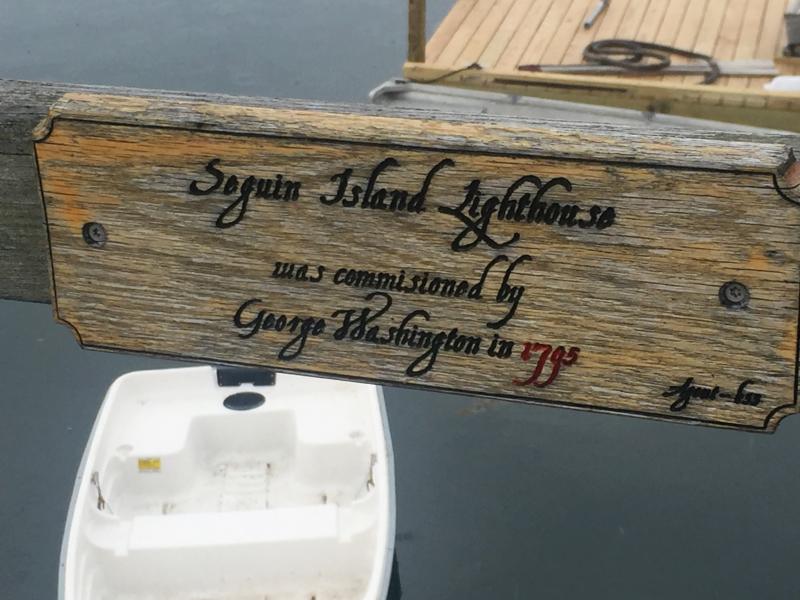 Seguin Island Lighthouse
was commisioned by
George Washington in 1795